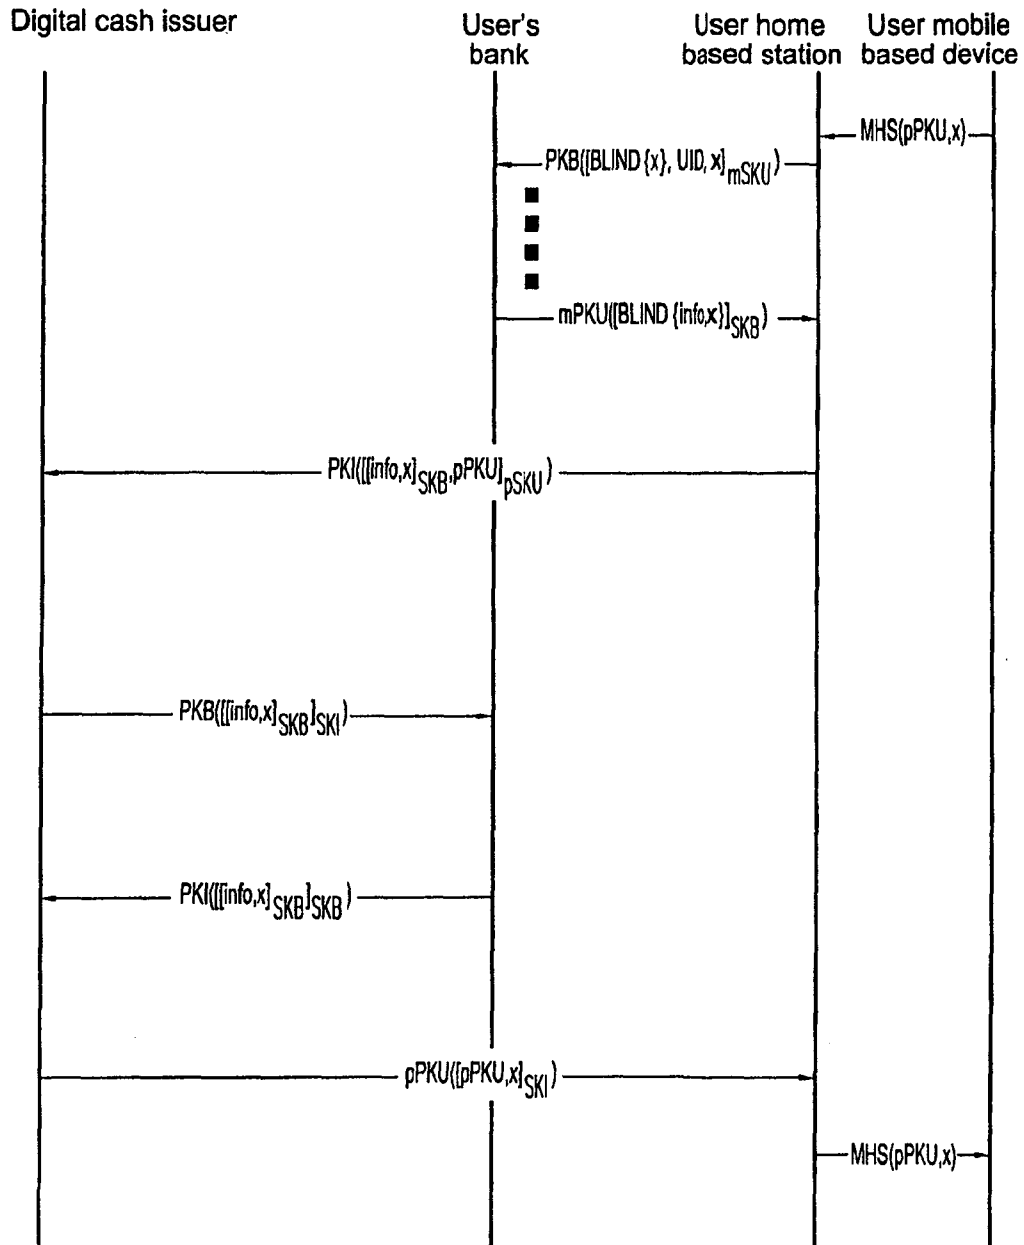 Digital cash issuer
User's
bank
User home
based station
User mobile
based device
MHS(pPKU,x)
PKB([BLIND {x}, UID, x]mSKU)
mPKU([BLIND {info,x}]SKB)
PKI([[info,x]SKB,pPKU]pSKU)
PKB([[info,x]SKB]SKI)
PKI([[info,x]SKB]SKB)
pPKU([pPKU,x]SKI)
MHS(pPKU,x)